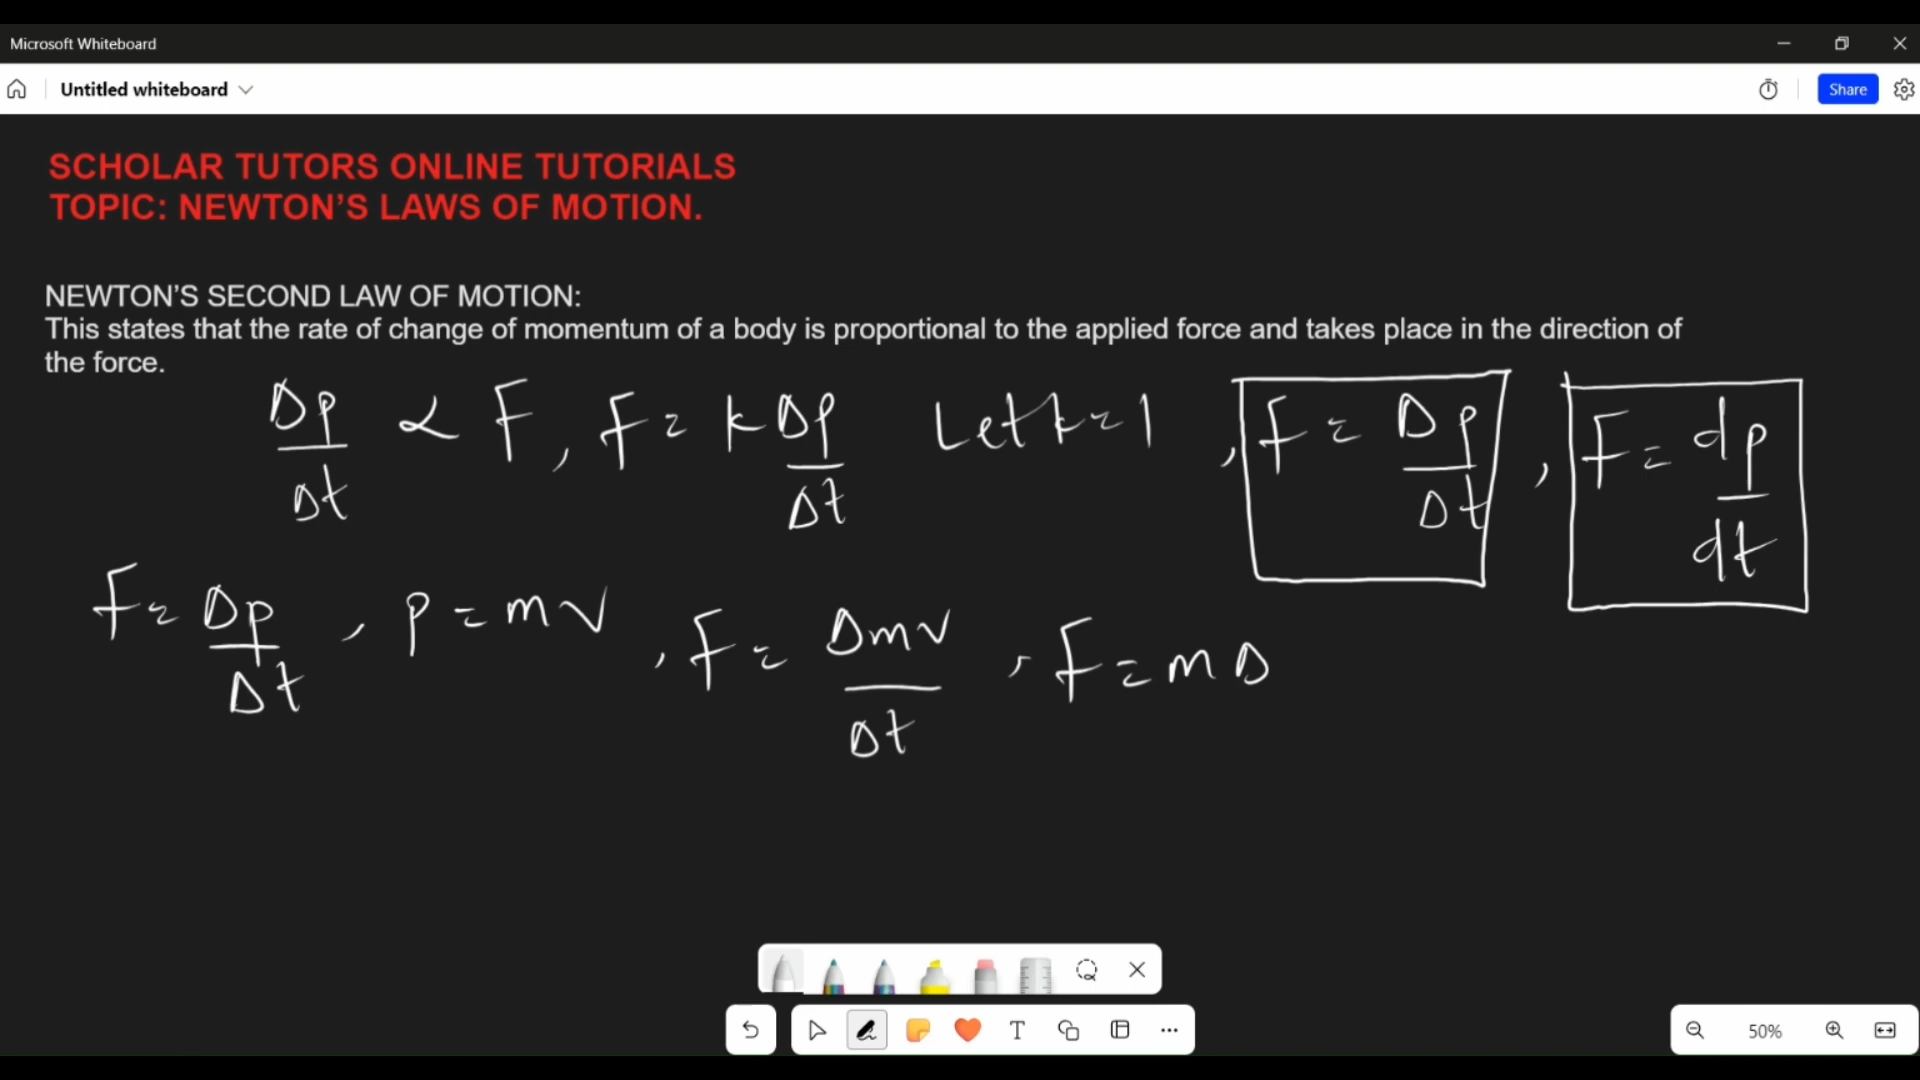 Microsoft Whiteboard
Untitled whiteboard
Share
SCHOLAR TUTORS ONLINE TUTORIALS
TOPIC: NEWTON'S LAWS OF MOTION.
NEWTON'S SECOND LAW OF MOTION:
This states that the rate of change of momentum of a body is proportional to the applied force and takes place in the direction of
the force.
Δp/Δt ∝ F, F = kΔp/Δt Let k = 1, F = Δp/Δt, F = dp/dt
F = Δp/Δt, p = mv, F = Δmv/Δt, F = mΔ
50%